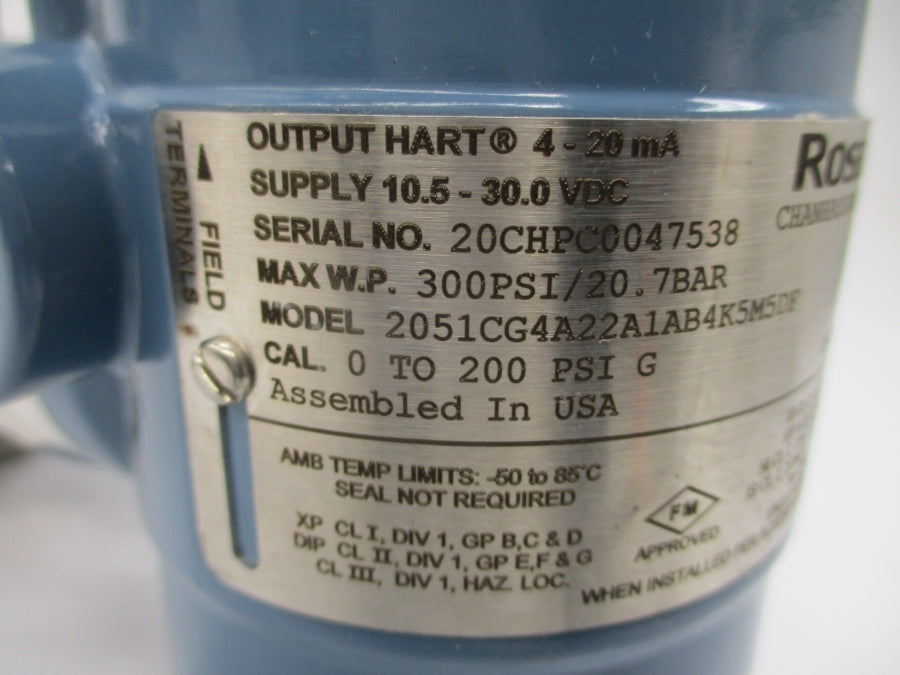 TERMINALS
FIELD
OUTPUT HART® 4 - 20 mA
SUPPLY 10.5 - 30.0 VDC
SERIAL NO. 20CHPC0047538
MAX W.P. 300PSI/20.7BAR
MODEL 2051CG4A22A1AB4K5M5DF
CAL. 0 TO 200 PSI G
Assembled In USA
AMB TEMP LIMITS: -50 to 85°C
SEAL NOT REQUIRED
XP CL I, DIV 1, GP B,C & D
DIP CL II, DIV 1, GP E,F & G
CL III, DIV 1, HAZ. LOC.
FM
APPROVED
WHEN INSTALLED